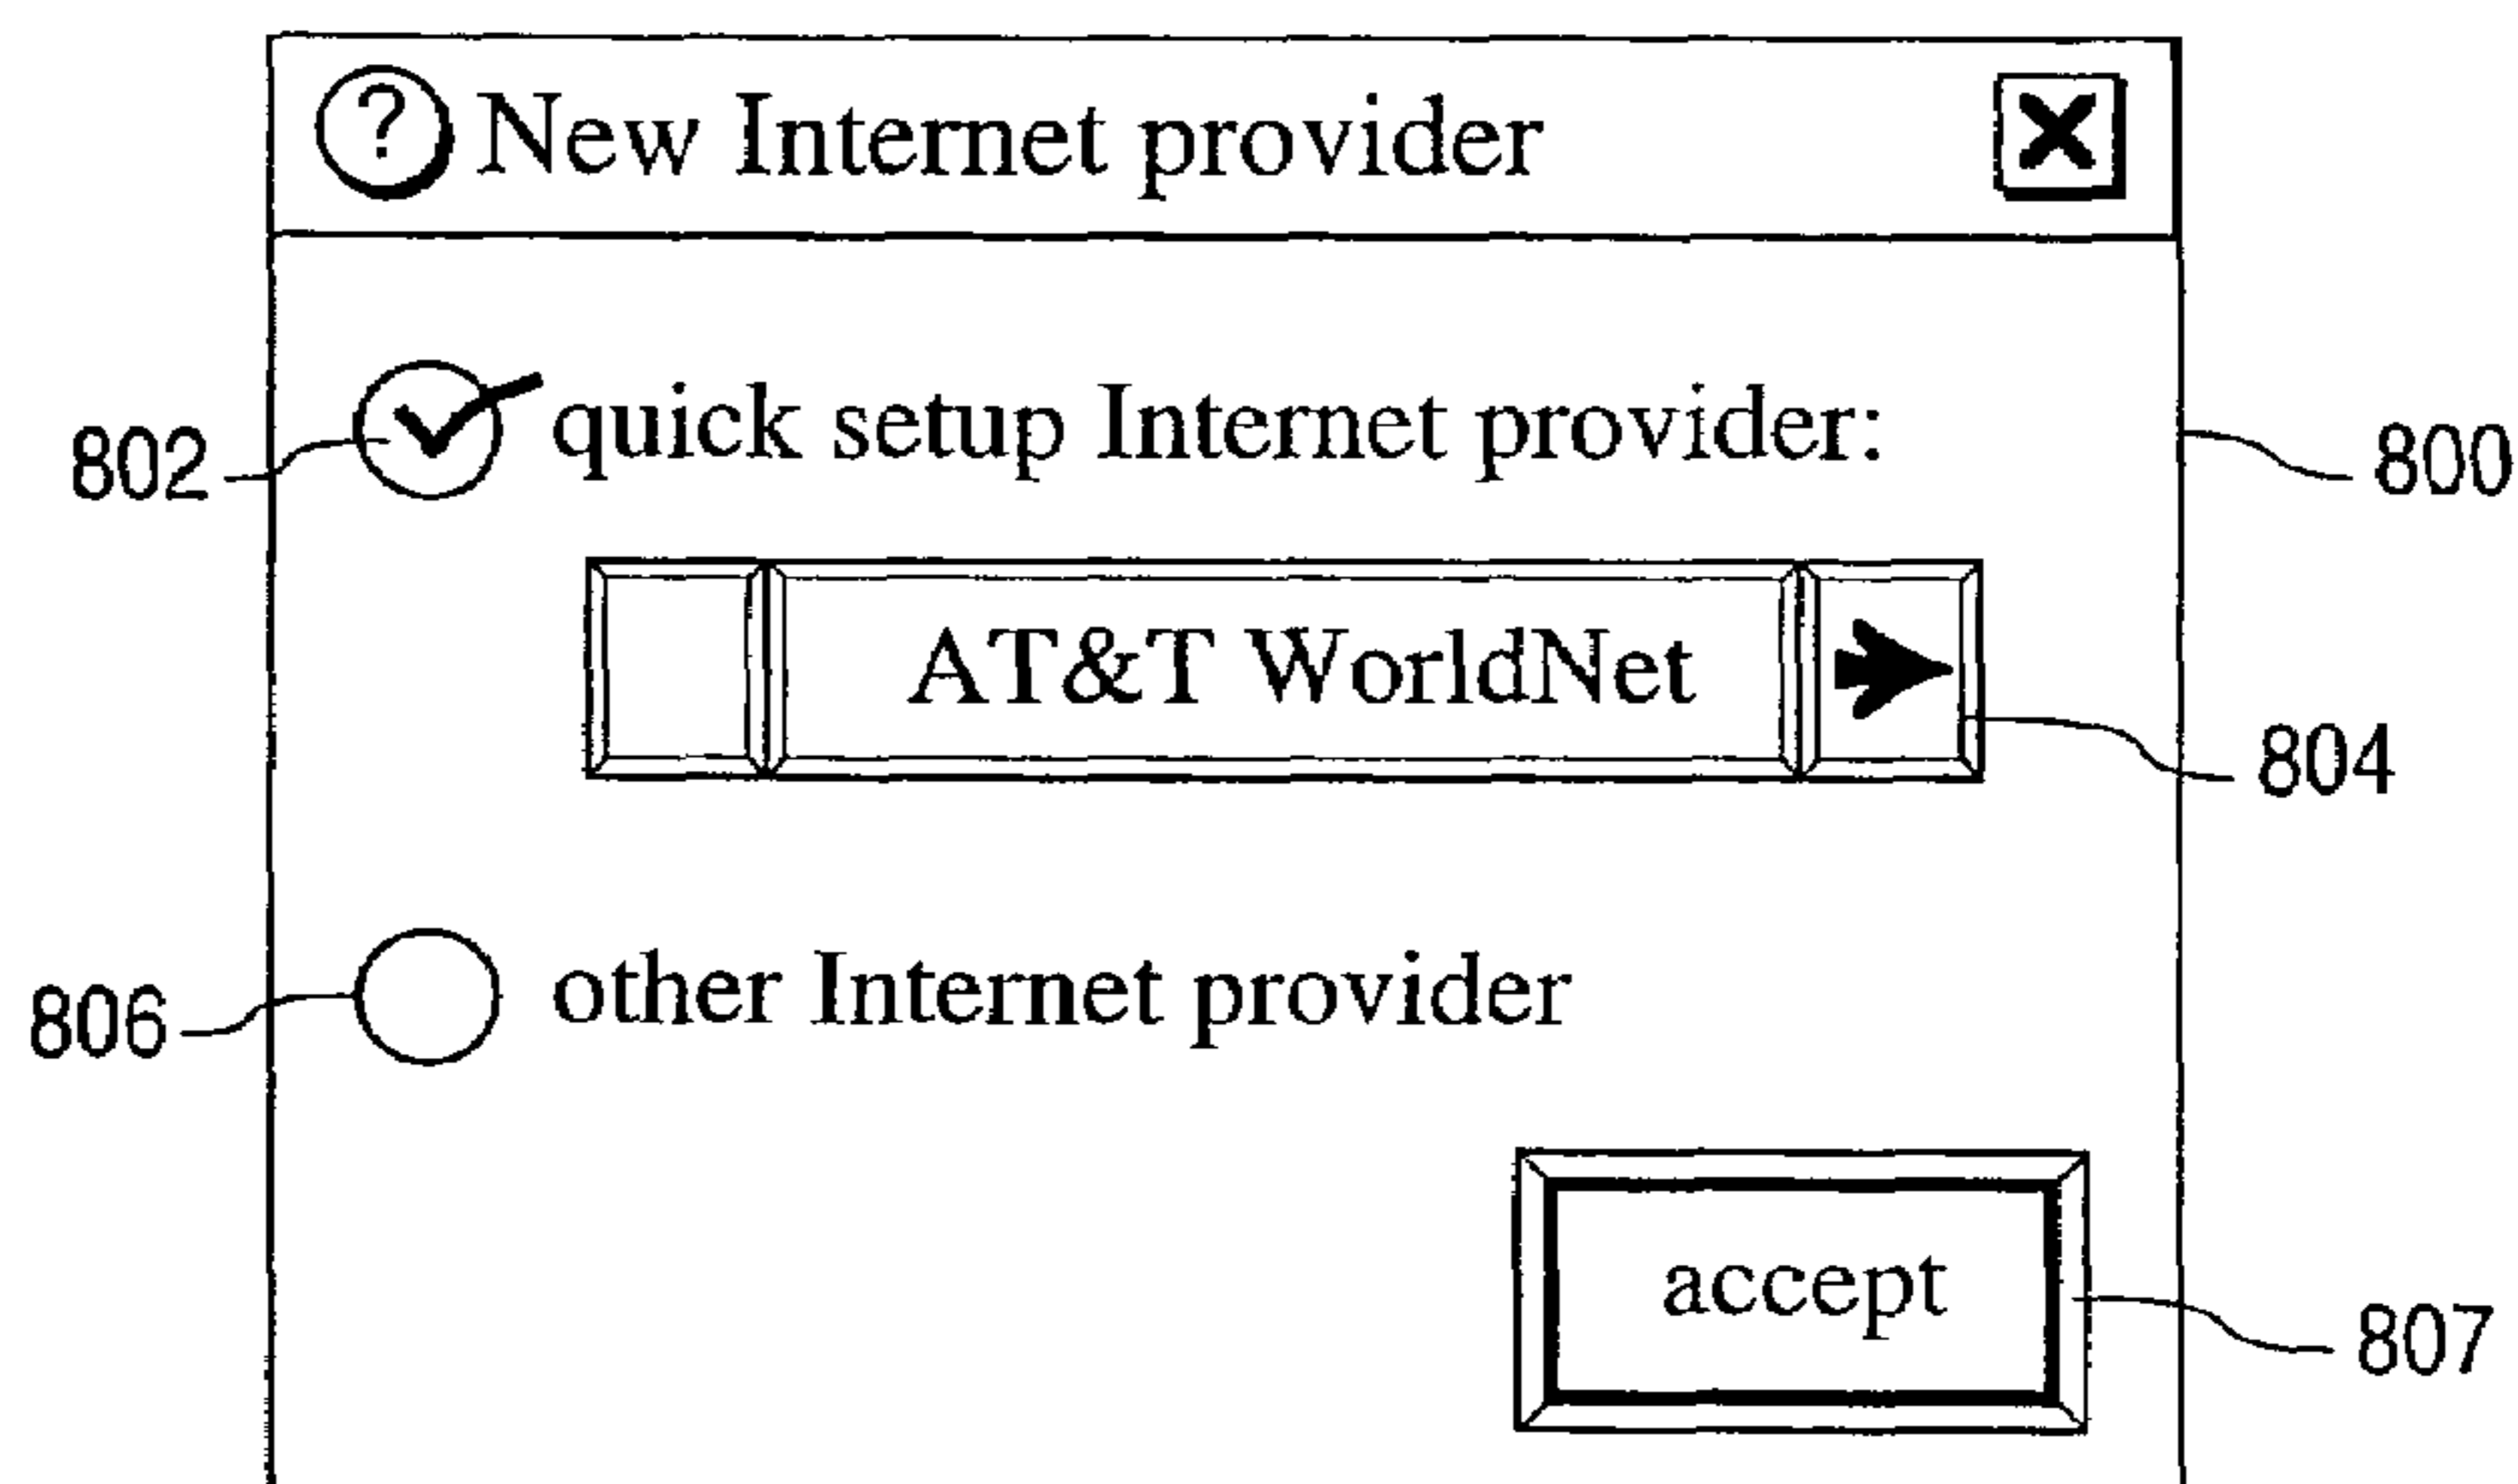 ? New Internet provider
802 quick setup Internet provider: 800
AT&T WorldNet
804
806 other Internet provider
accept
807